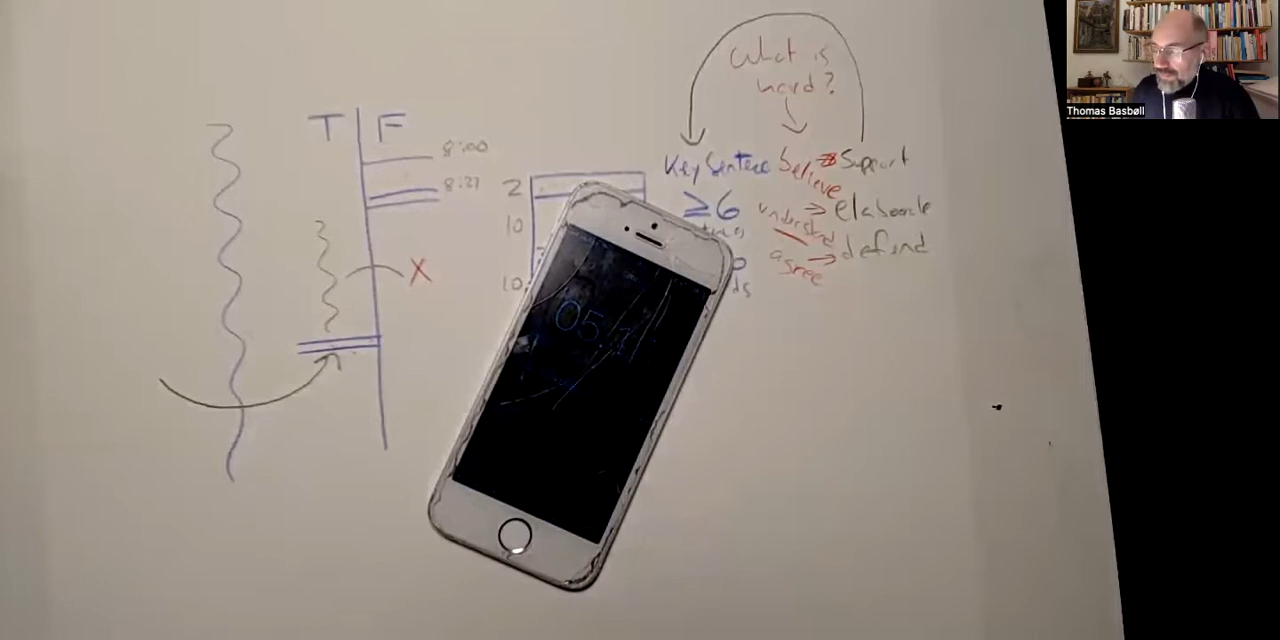 What is
hard?
T F
8:00
8:27
2
10
10
Key Sentence
≥6
believe
understand
agree
Support
elaborate
defend
X
05:
Thomas Basbøll